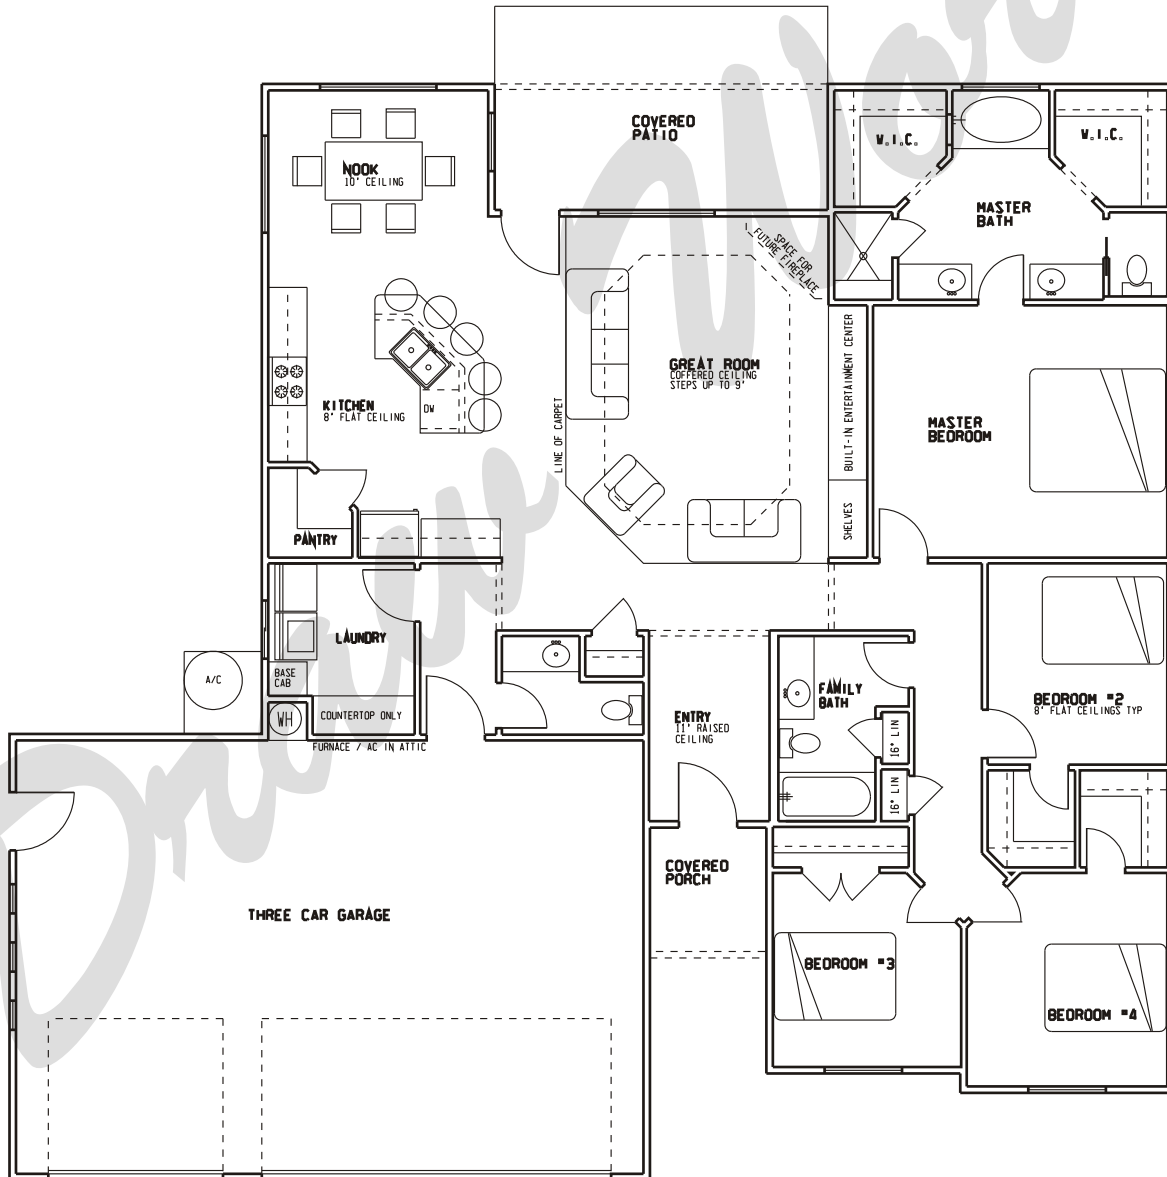 COVERED
PATIO
W.I.C.
W.I.C.
NOOK
10' CEILING
MASTER
BATH
SPACE FOR
FUTURE FIREPLACE
GREAT ROOM
COFFERED CEILING
STEPS UP TO 9'
BUILT-IN ENTERTAINMENT CENTER
KITCHEN
8' FLAT CEILING
DW
LINE OF CARPET
MASTER
BEDROOM
SHELVES
PANTRY
LAUNDRY
A/C
BASE
CAB
WH
COUNTERTOP ONLY
FURNACE / AC IN ATTIC
ENTRY
11' RAISED
CEILING
FAMILY
BATH
16" LIN
16" LIN
BEDROOM #2
8' FLAT CEILINGS TYP
COVERED
PORCH
THREE CAR GARAGE
BEDROOM #3
BEDROOM #4
Draw Wor